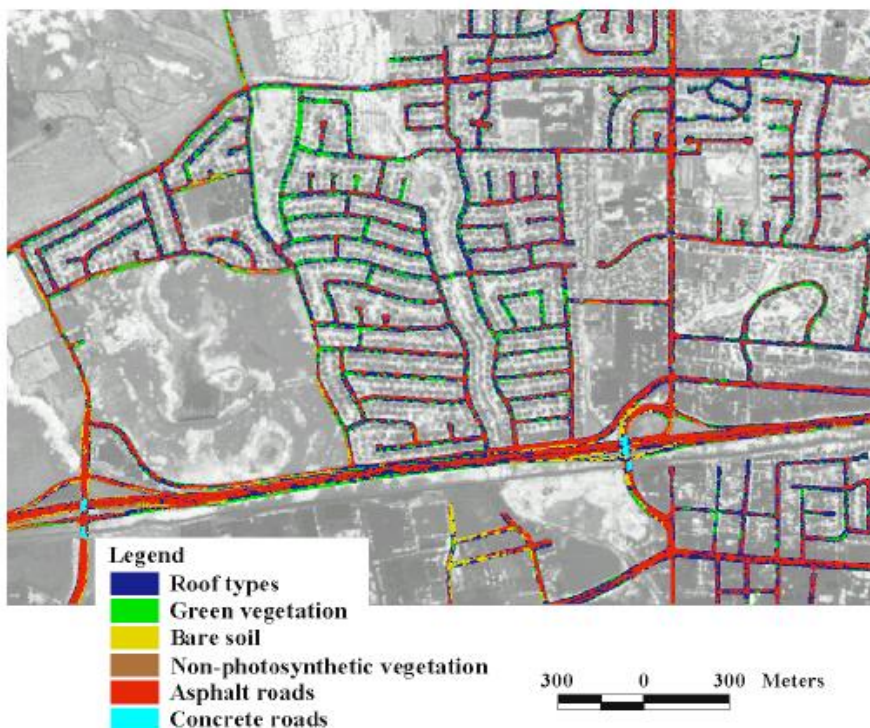 Legend
Roof types
Green vegetation
Bare soil
Non-photosynthetic vegetation
Asphalt roads
Concrete roads
300 0 300 Meters